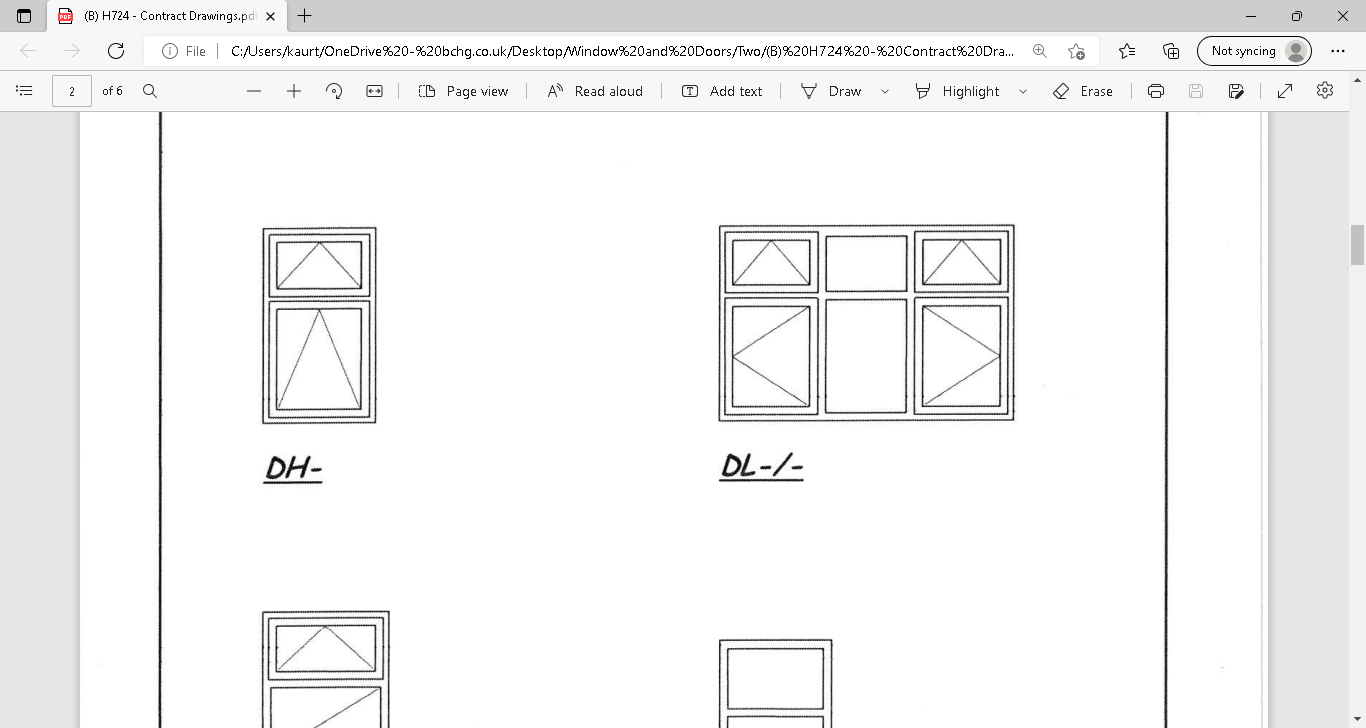 (B) H724 - Contract Drawings.pd
File
C:/Users/kaurt/OneDrive%20-%20bchg.co.uk/Desktop/Window%20and%20Doors/Two/(B)%20H724%20-%20Contract%20Dra...
Not syncing
2 of 6
Page view
Read aloud
Add text
Draw
Highlight
Erase
DH-
DL-/-